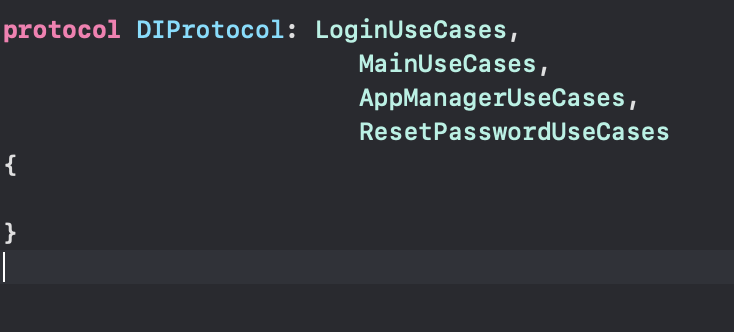 protocol DIProtocol: LoginUseCases,
MainUseCases,
AppManagerUseCases,
ResetPasswordUseCases
{
}